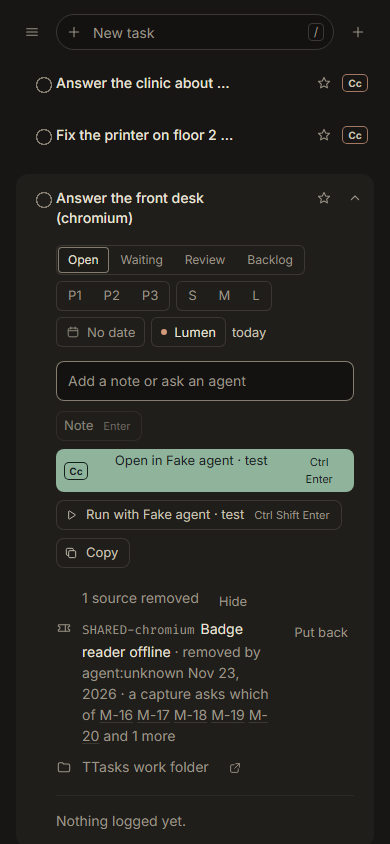 New task /
Answer the clinic about ... Cc
Fix the printer on floor 2 ... Cc
Answer the front desk
(chromium)
Open Waiting Review Backlog
P1 P2 P3 S M L
No date Lumen today
Add a note or ask an agent
Note Enter
Cc Open in Fake agent · test Ctrl
Enter
Run with Fake agent · test Ctrl Shift Enter
Copy
1 source removed Hide
SHARED-chromium Badge Put back
reader offline · removed by
agent:unknown Nov 23,
2026 · a capture asks which
of M-16 M-17 M-18 M-19 M-
20 and 1 more
TTasks work folder
Nothing logged yet.